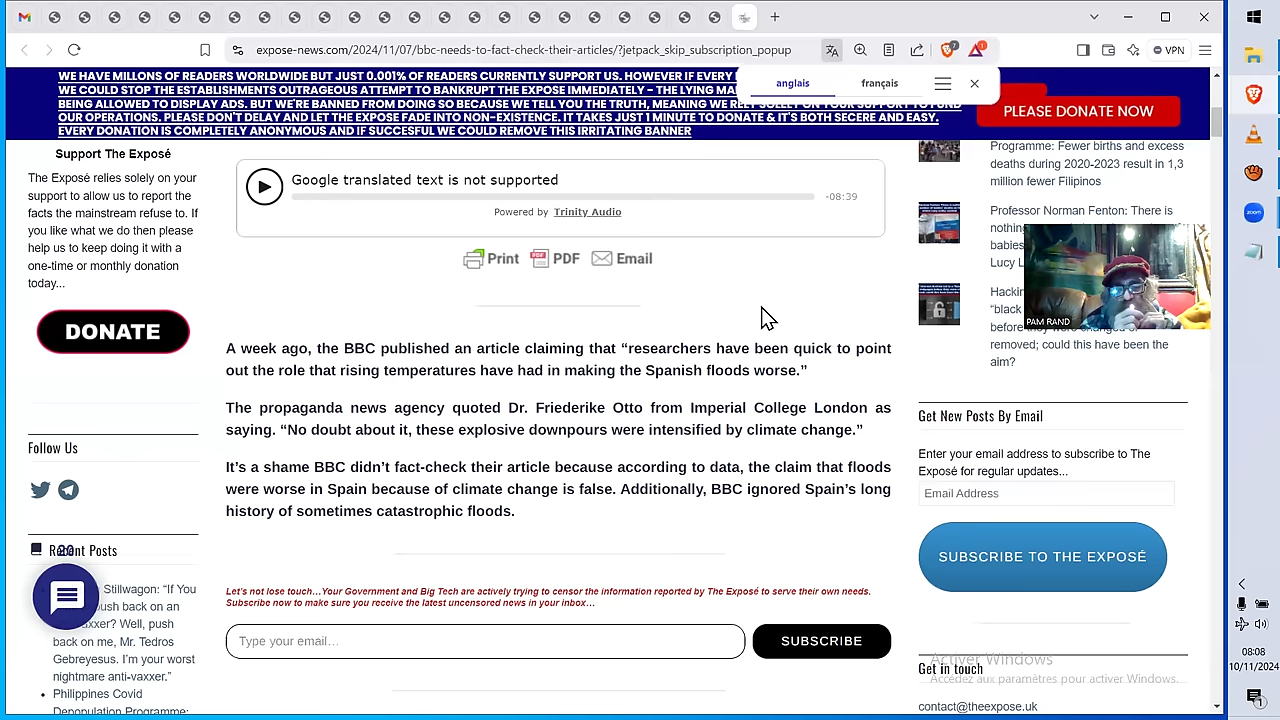 expose-news.com/2024/11/07/bbc-needs-to-fact-check-their-articles/?jetpack_skip_subscription_popup
VPN
anglais
français
WE HAVE MILLONS OF READERS WORLDWIDE BUT JUST 0.001% OF READERS CURRENTLY SUPPORT US. HOWEVER IF EVERY
WE COULD STOP THE ESTABLISHMENTS OUTRAGEOUS ATTEMPT TO BANKRUPT THE EXPOSE IMMEDIATELY - THEIYNG
BEING ALLOWED TO DISPLAY ADS. BUT WE'RE BANNED FROM DOING SO BECAUSE WE TELL YOU THE TRUTH, MEANING WE RELY SOLELY ON YOUR SUPPORT TO FUND
OUR OPERATIONS. PLEASE DON'T DELAY AND LET THE EXPOSE FADE INTO NON-EXISTENCE. IT TAKES JUST 1 MINUTE TO DONATE & IT'S BOTH SECERE AND EASY.
EVERY DONATION IS COMPLETELY ANONYMOUS AND IF SUCCESFUL WE COULD REMOVE THIS IRRITATING BANNER
PLEASE DONATE NOW
Support The Exposé
The Exposé relies solely on your
support to allow us to report the
facts the mainstream refuse to. If
you like what we do then please
help us to keep doing it with a
one-time or monthly donation
today...
DONATE
Follow Us
Recent Posts
20
Stillwagon: “If You
push back on an
vaxxer? Well, push
back on me, Mr. Tedros
Gebreyesus. I’m your worst
nightmare anti-vaxxer.”
Philippines Covid
Depopulation Programme:
Google translated text is not supported
-08:39
Powered by Trinity Audio
Print PDF Email
A week ago, the BBC published an article claiming that “researchers have been quick to point
out the role that rising temperatures have had in making the Spanish floods worse.”
The propaganda news agency quoted Dr. Friederike Otto from Imperial College London as
saying. “No doubt about it, these explosive downpours were intensified by climate change.”
It’s a shame BBC didn’t fact-check their article because according to data, the claim that floods
were worse in Spain because of climate change is false. Additionally, BBC ignored Spain’s long
history of sometimes catastrophic floods.
Let’s not lose touch…Your Government and Big Tech are actively trying to censor the information reported by The Exposé to serve their own needs.
Subscribe now to make sure you receive the latest uncensored news in your inbox…
Type your email…
SUBSCRIBE
Programme: Fewer births and excess
deaths during 2020-2023 result in 1,3
million fewer Filipinos
Professor Norman Fenton: There is
babies
Lucy
PAM RAND
“black
before they were changed or
removed; could this have been the
aim?
Get New Posts By Email
Enter your email address to subscribe to The
Exposé for regular updates...
Email Address
SUBSCRIBE TO THE EXPOSÉ
Activer Windows
Accédez aux paramètres pour activer Windows.
Get in touch
contact@theexpose.uk
zoom
08:08
10/11/2024
1